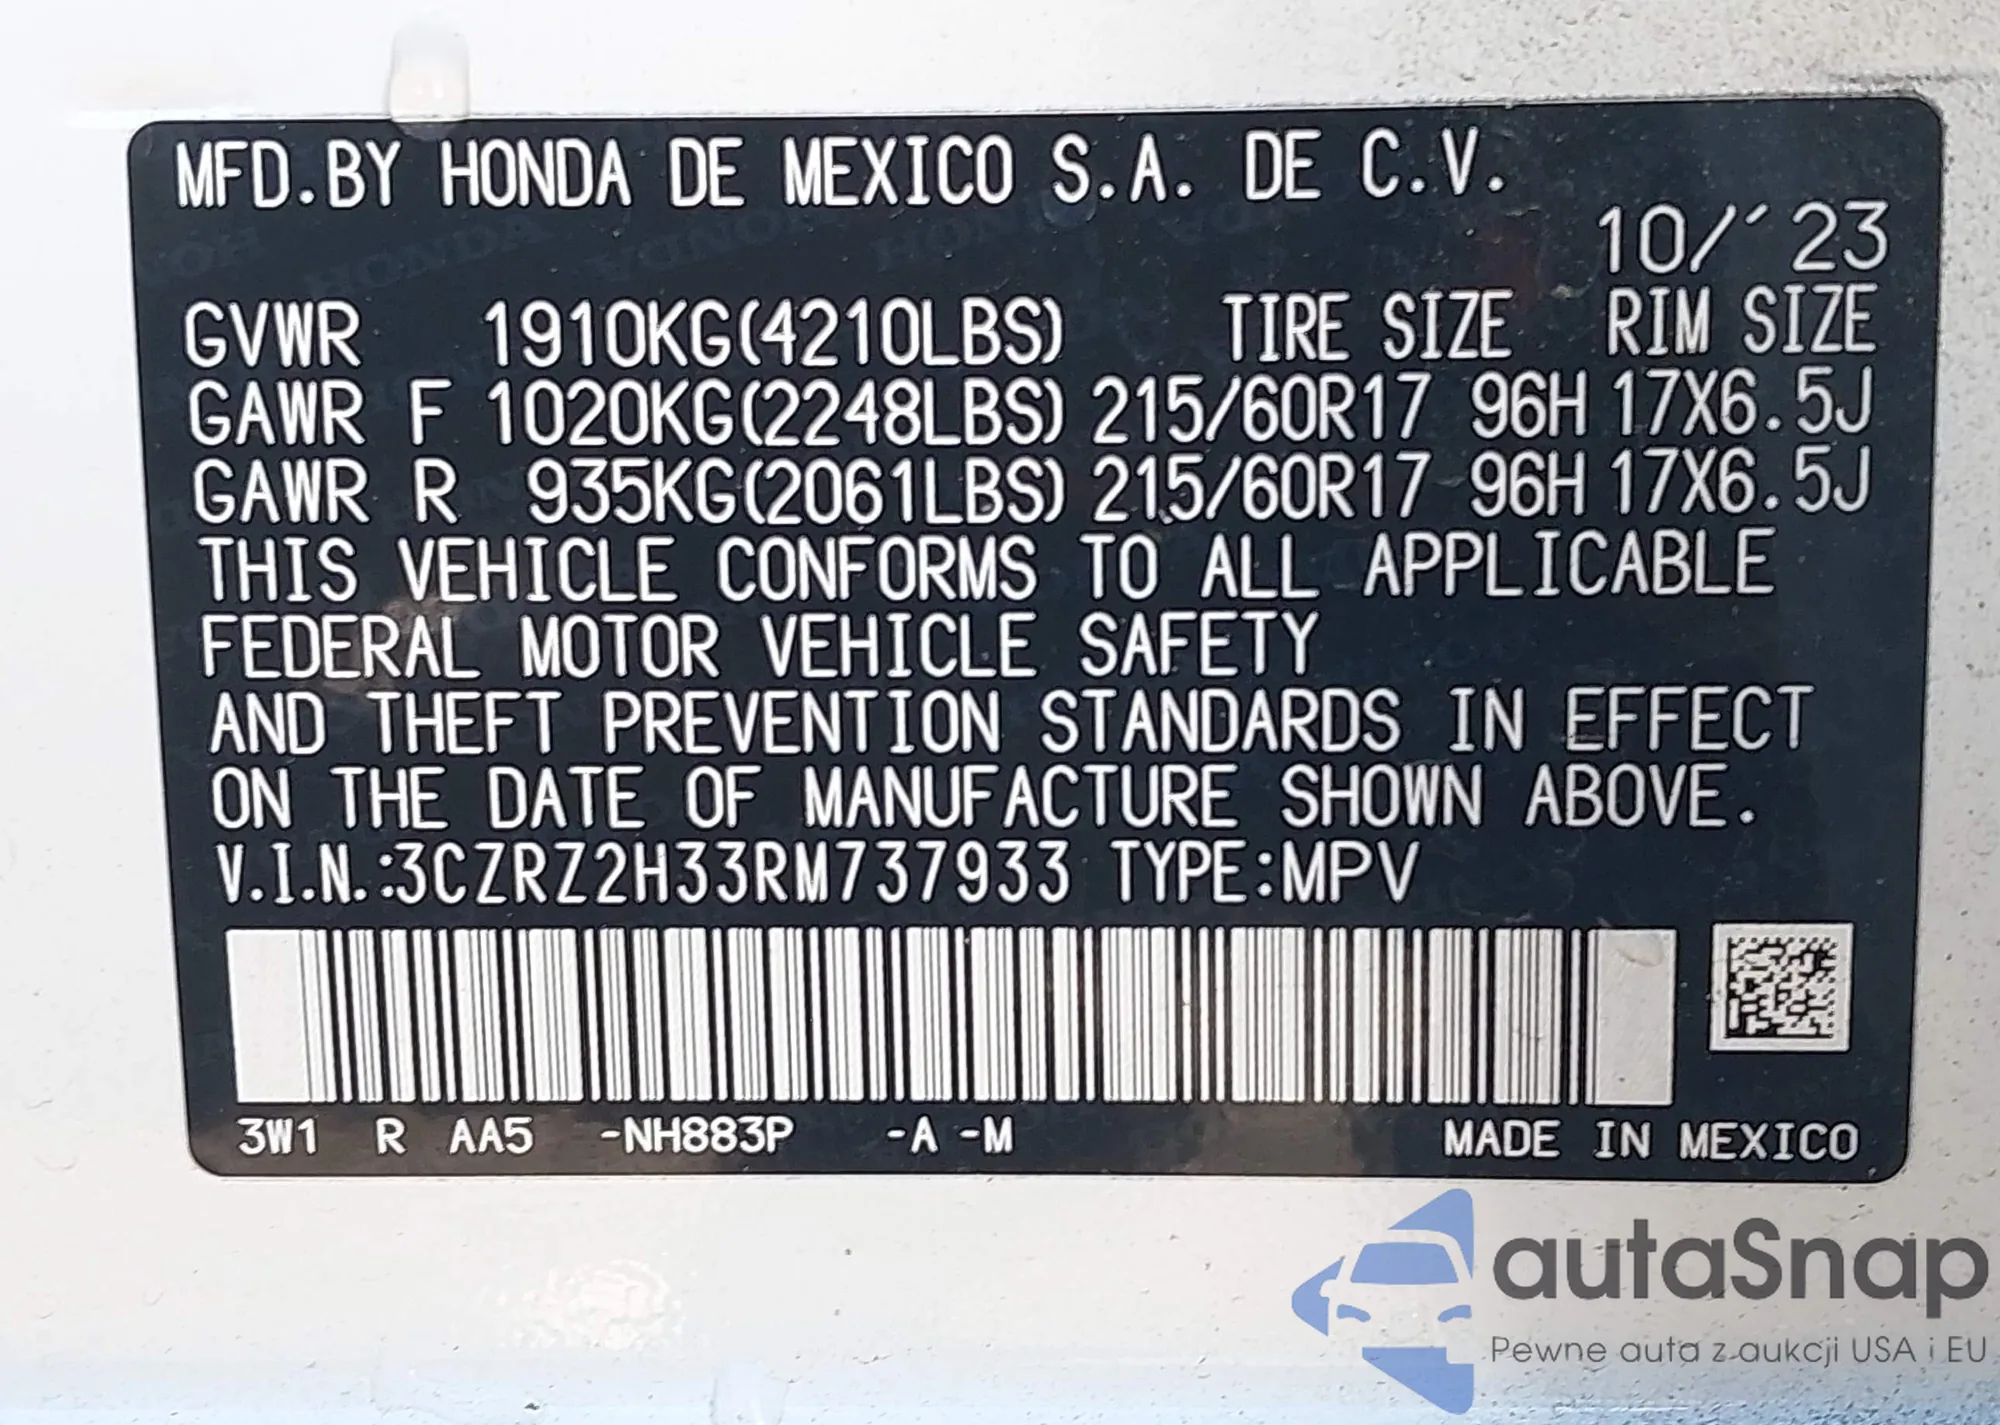 MFD.BY HONDA DE MEXICO S.A. DE C.V.
10/´23
GVWR 1910KG(4210LBS) TIRE SIZE RIM SIZE
GAWR F 1020KG(2248LBS) 215/60R17 96H 17X6.5J
GAWR R 935KG(2061LBS) 215/60R17 96H 17X6.5J
THIS VEHICLE CONFORMS TO ALL APPLICABLE
FEDERAL MOTOR VEHICLE SAFETY
AND THEFT PREVENTION STANDARDS IN EFFECT
ON THE DATE OF MANUFACTURE SHOWN ABOVE.
V.I.N.:3CZRZ2H33RM737933 TYPE:MPV
3W1 R AA5 -NH883P -A -M MADE IN MEXICO
autaSnap
Pewne auta z aukcji USA i EU